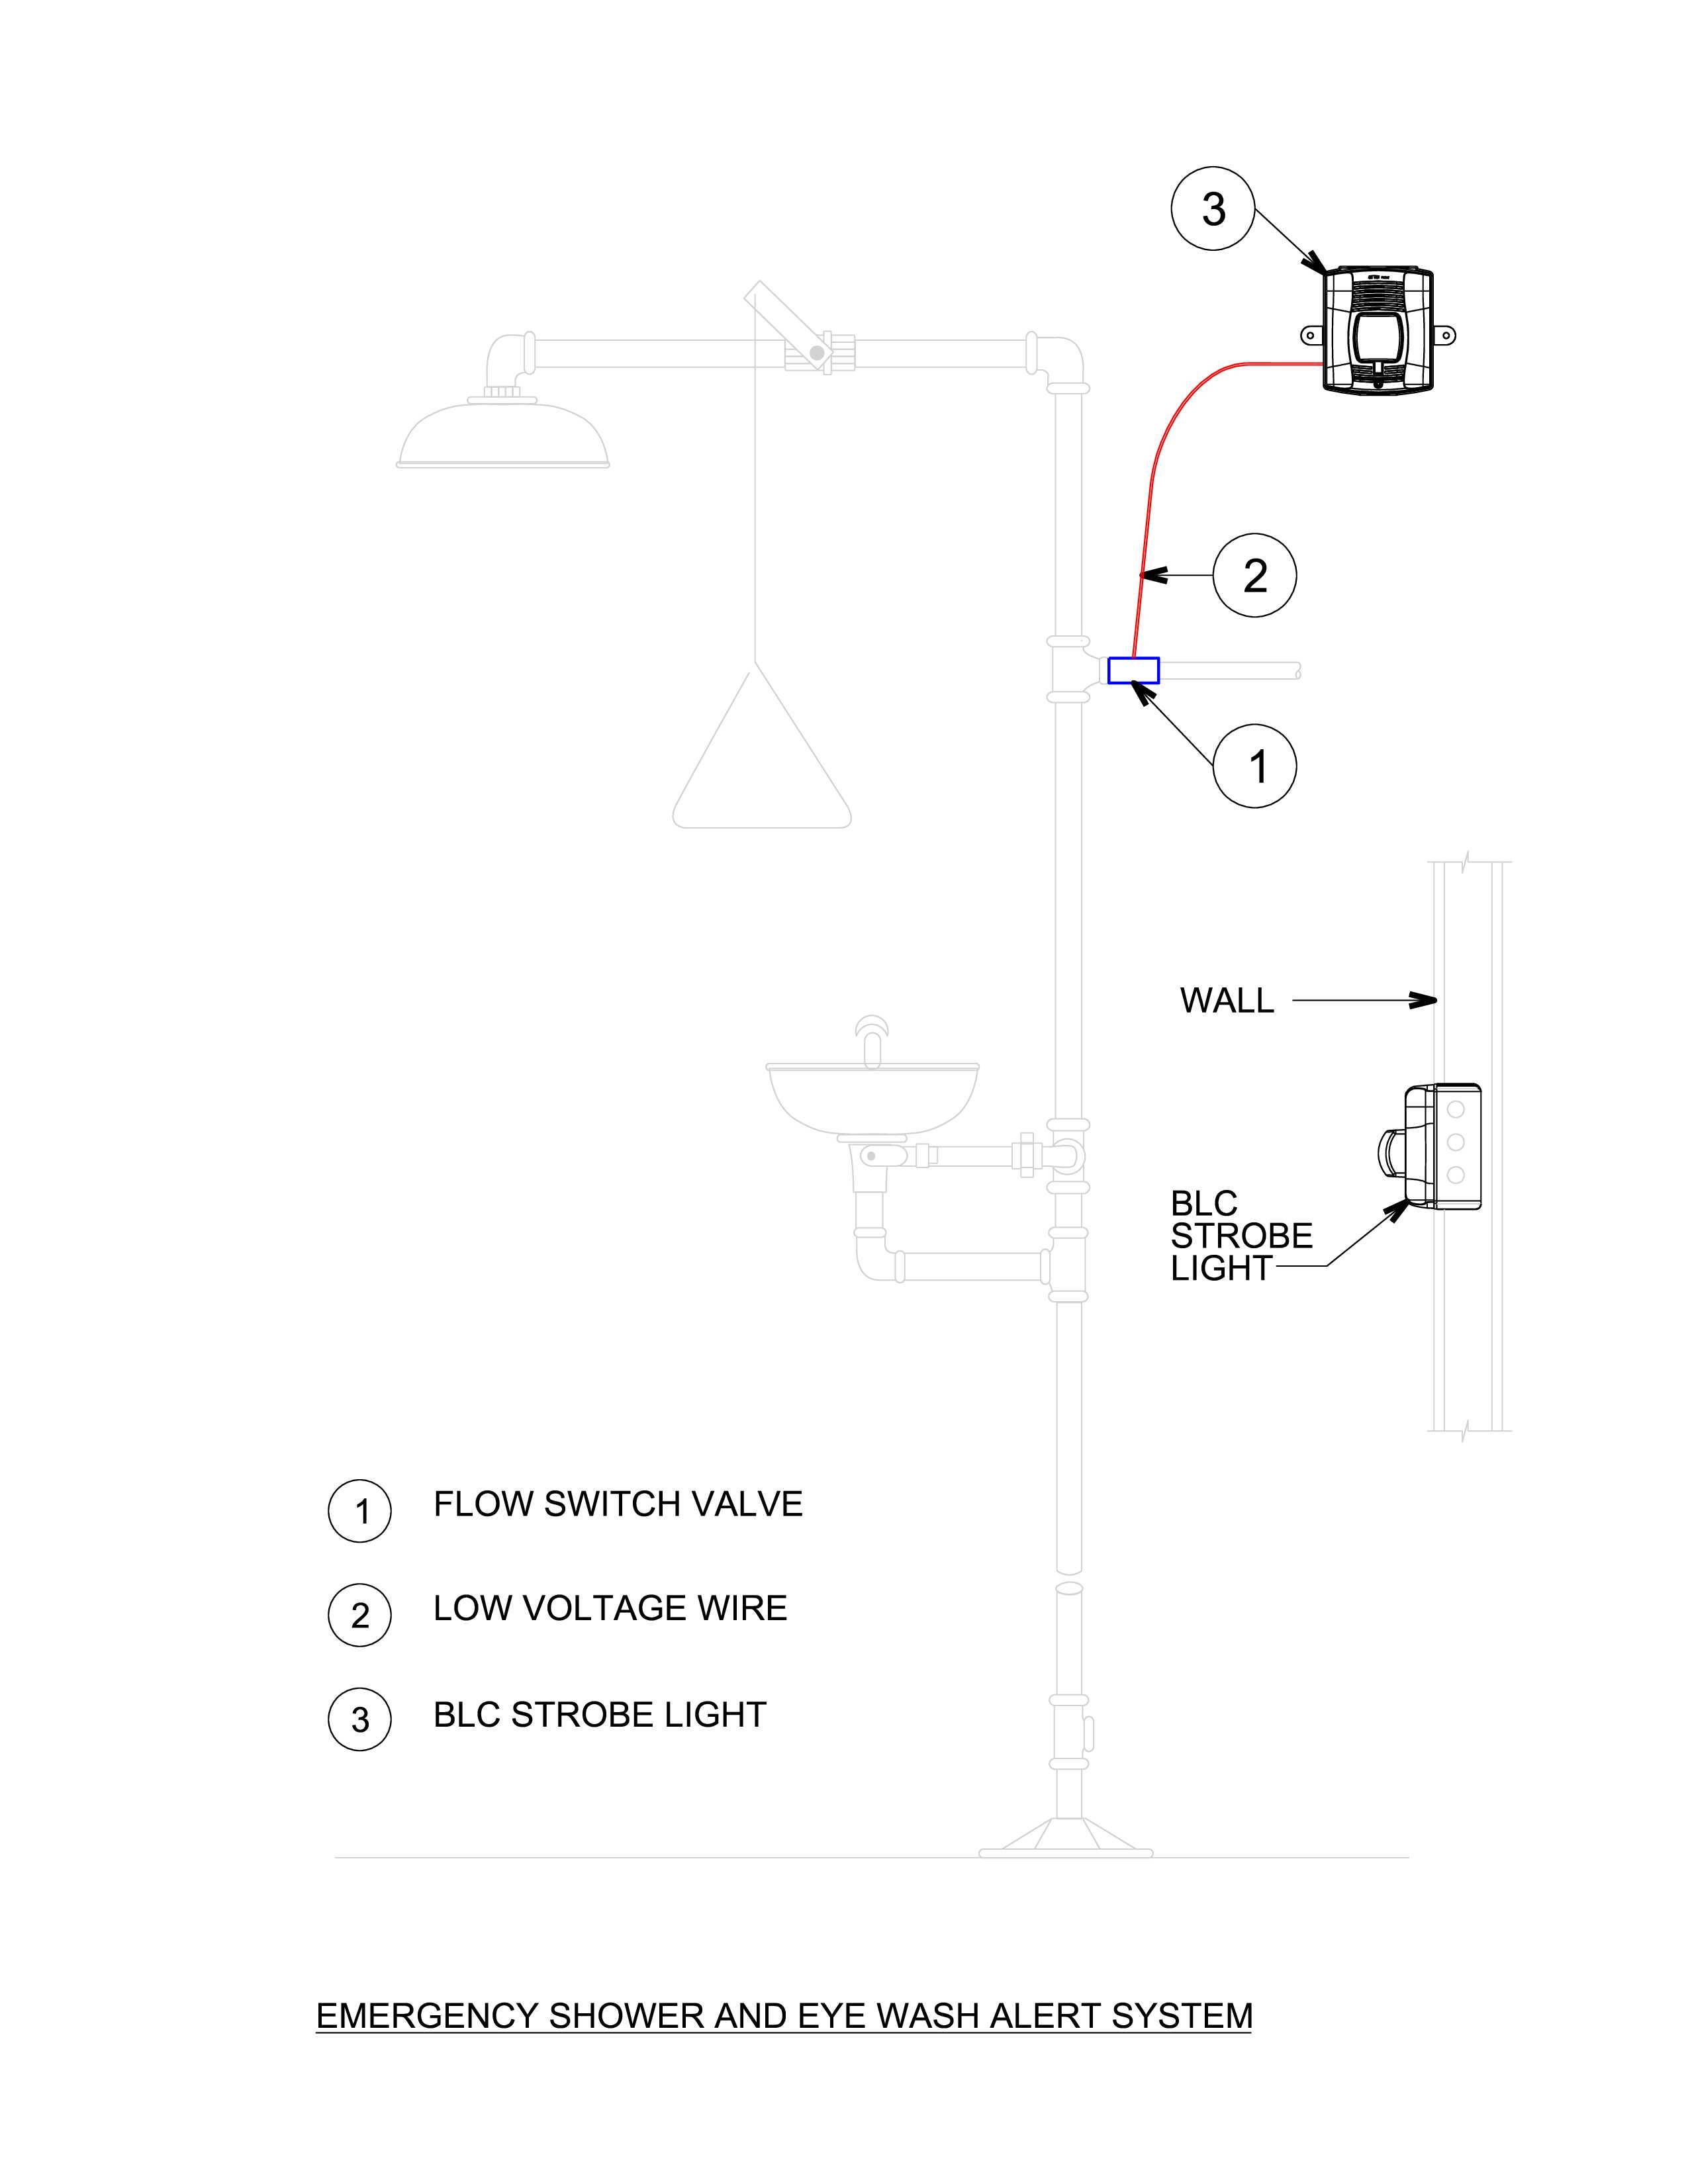 3
2
1
WALL
BLC
STROBE
LIGHT
1 FLOW SWITCH VALVE
2 LOW VOLTAGE WIRE
3 BLC STROBE LIGHT
EMERGENCY SHOWER AND EYE WASH ALERT SYSTEM